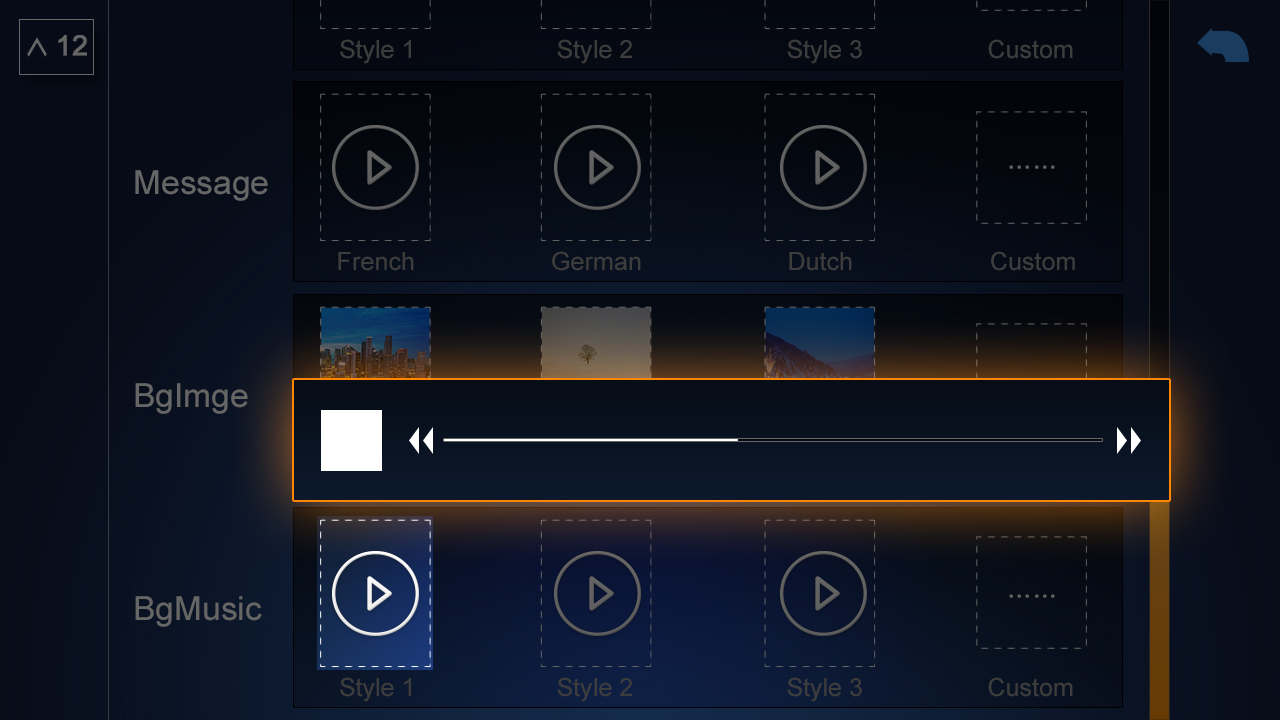 12
Style 1 Style 2 Style 3 Custom
Message
French German Dutch Custom
BgImge
BgMusic
Style 1 Style 2 Style 3 Custom